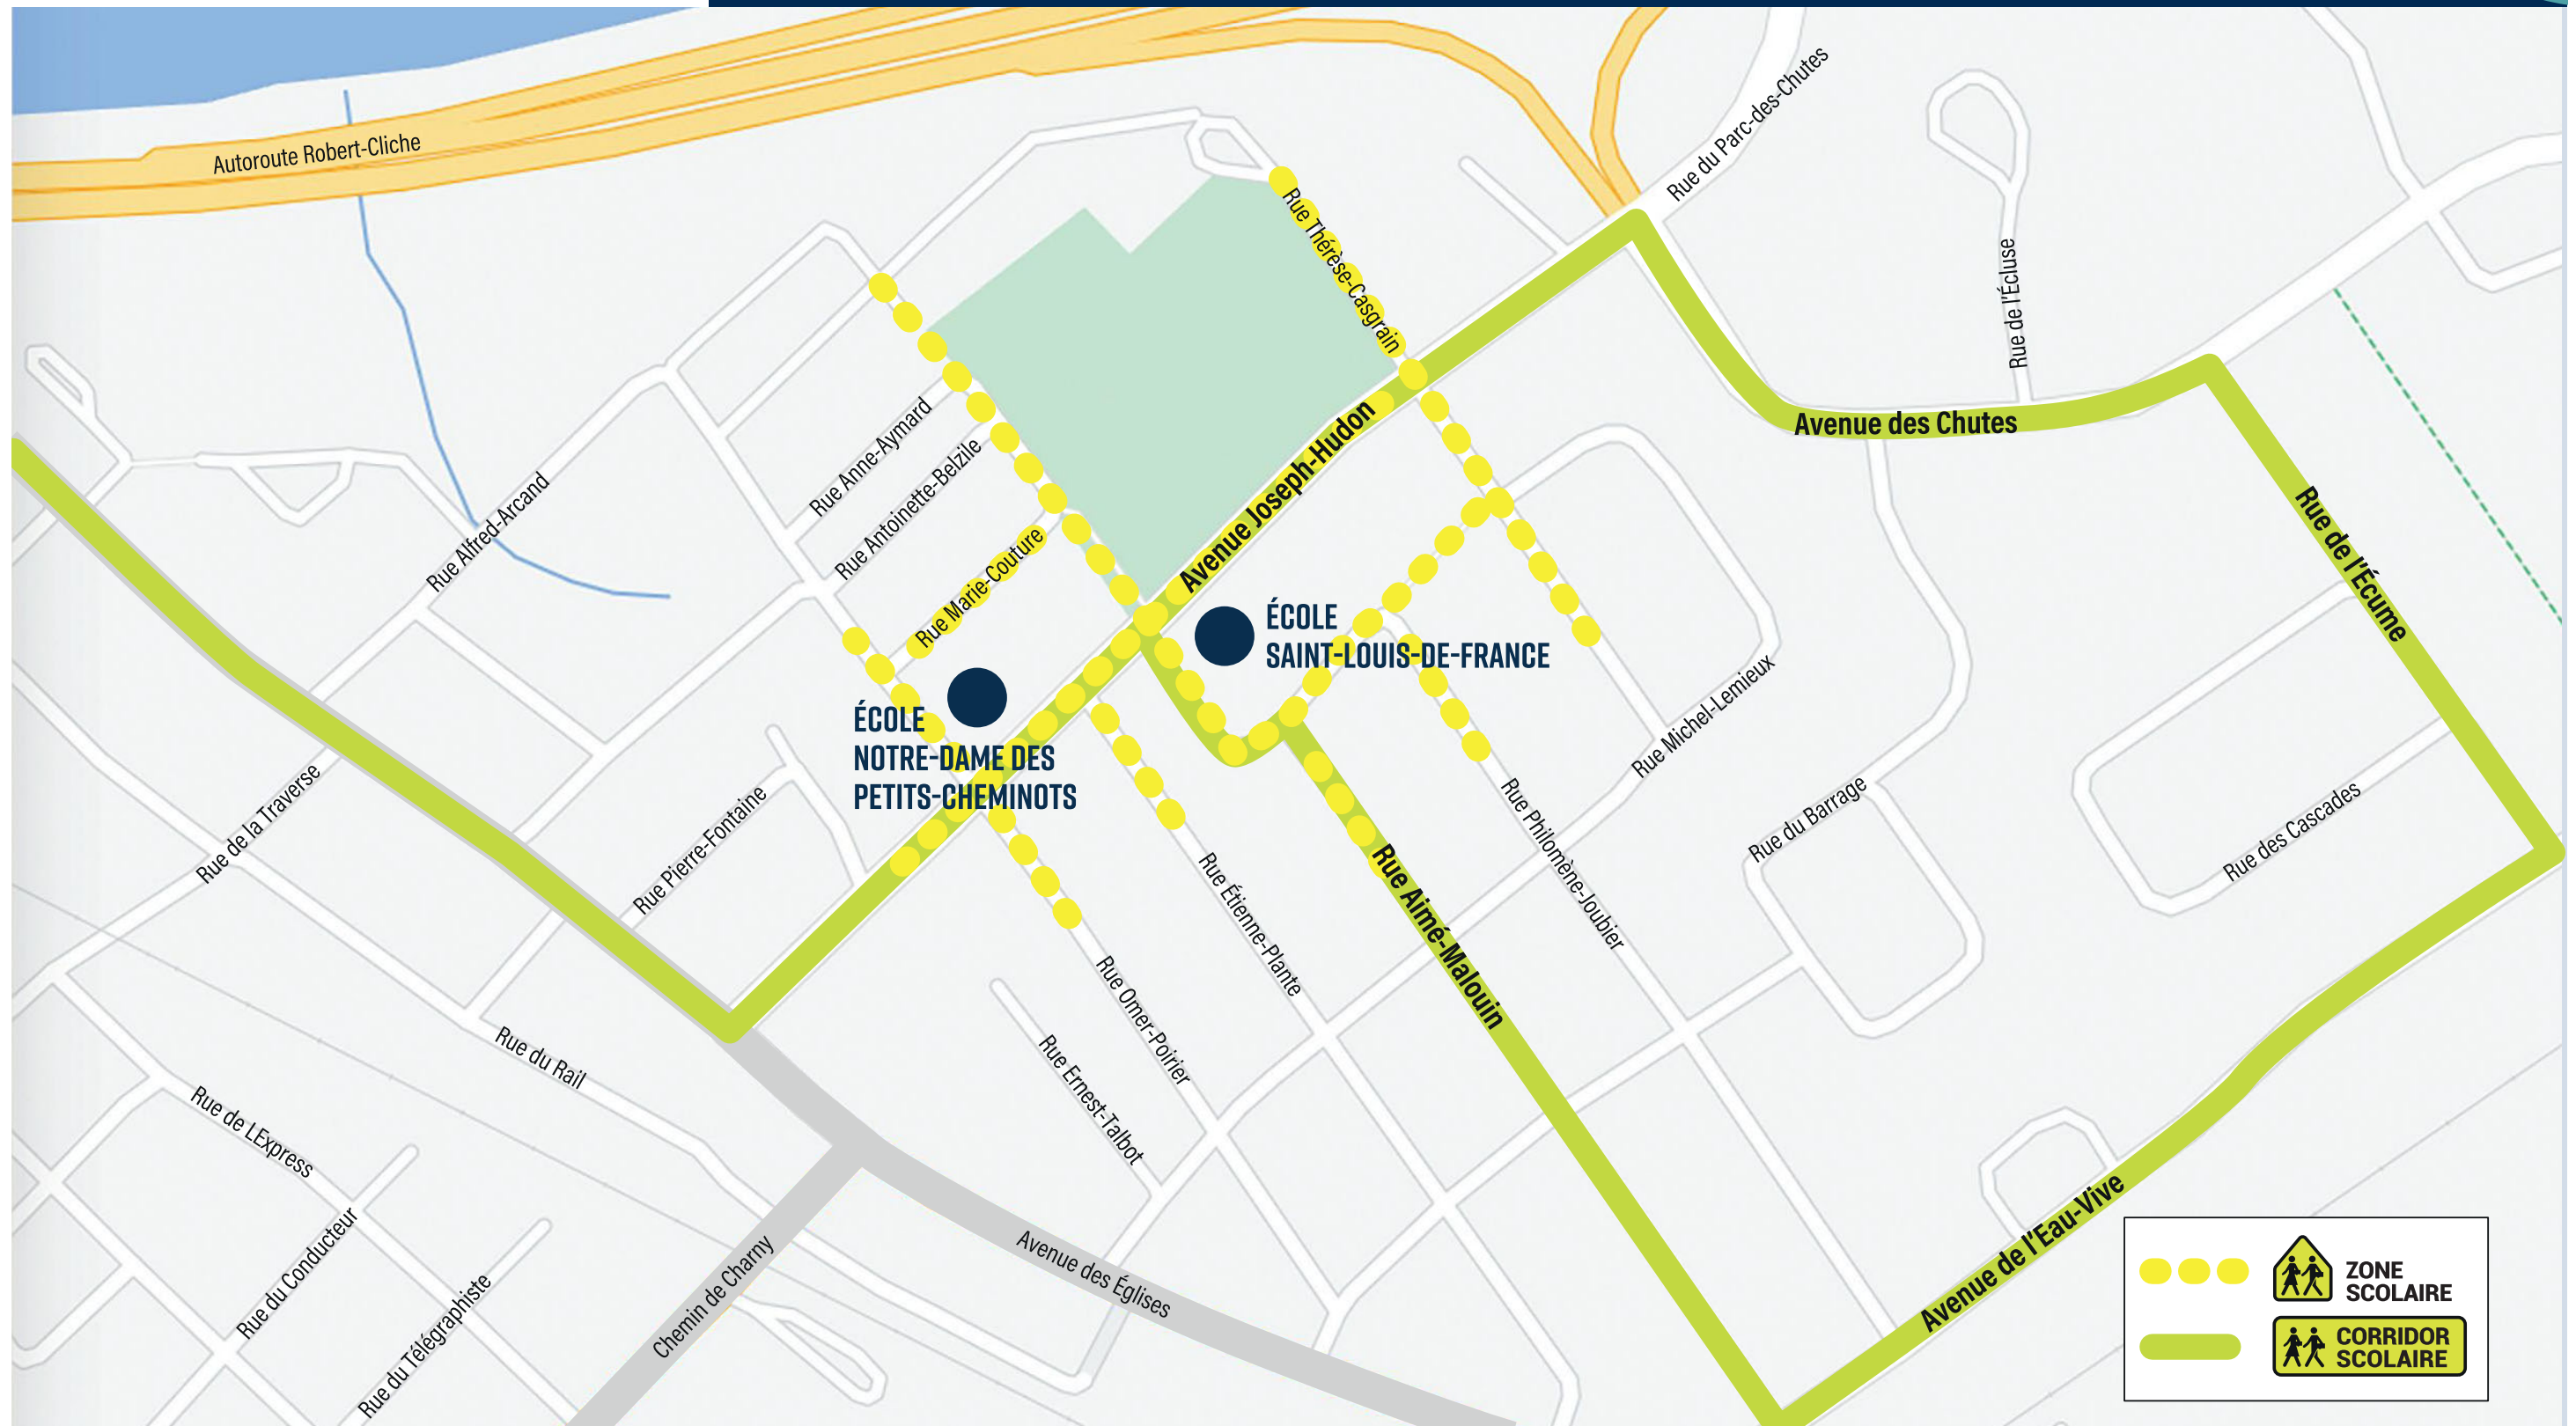 Autoroute Robert-Cliche
Rue du Parc-des-Chutes
Rue Thérèse-Casgrain
Rue de l'Écluse
Avenue des Chutes
Rue Anne-Aymard
Avenue Joseph-Hudon
Rue Antoinette-Belzile
Rue Alfred-Arcand
Rue Marie-Couture
Rue de l'Écume
ÉCOLE
SAINT-LOUIS-DE-FRANCE
ÉCOLE
NOTRE-DAME DES
PETITS-CHEMINOTS
Rue Michel-Lemieux
Rue de la Traverse
Rue Pierre-Fontaine
Rue Philomène-Joubier
Rue du Barrage
Rue des Cascades
Rue Étienne-Plante
Rue Aimé-Malouin
Rue Omer-Poirier
Rue Ernest-Talbot
Rue du Rail
Rue de LExpress
Rue du Conducteur
Rue du Télégraphiste
Chemin de Charny
Avenue des Églises
Avenue de l'Eau-Vive
ZONE
SCOLAIRE
CORRIDOR
SCOLAIRE